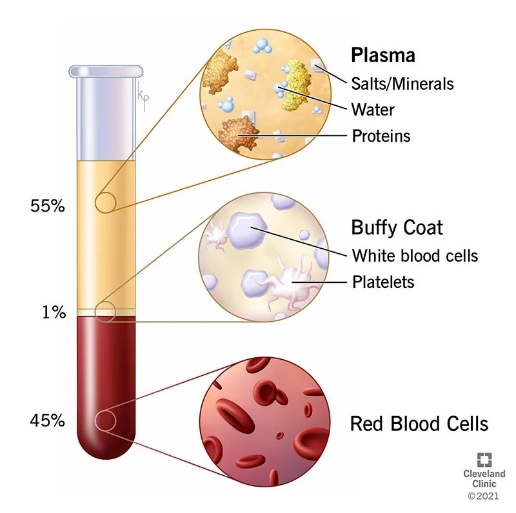 Plasma
Salts/Minerals
Water
Proteins
55%
Buffy Coat
White blood cells
Platelets
1%
45%
Red Blood Cells
Cleveland
Clinic
©2021